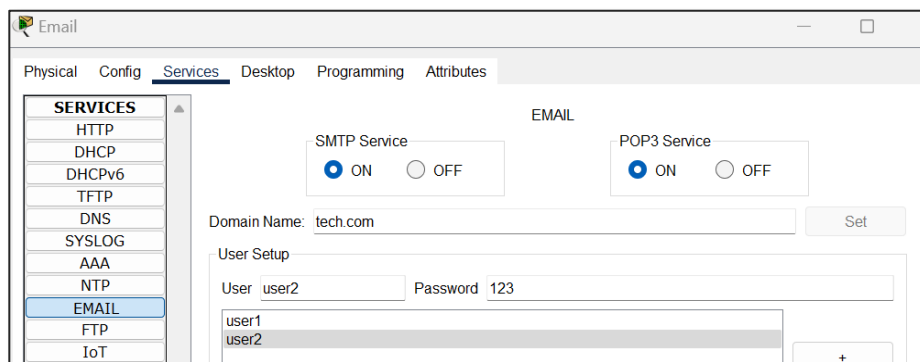 Email
Physical Config Services Desktop Programming Attributes
SERVICES
HTTP
DHCP
DHCPv6
TFTP
DNS
SYSLOG
AAA
NTP
EMAIL
FTP
IoT
EMAIL
SMTP Service
ON OFF
POP3 Service
ON OFF
Domain Name: tech.com Set
User Setup
User user2 Password 123
user1
user2
+